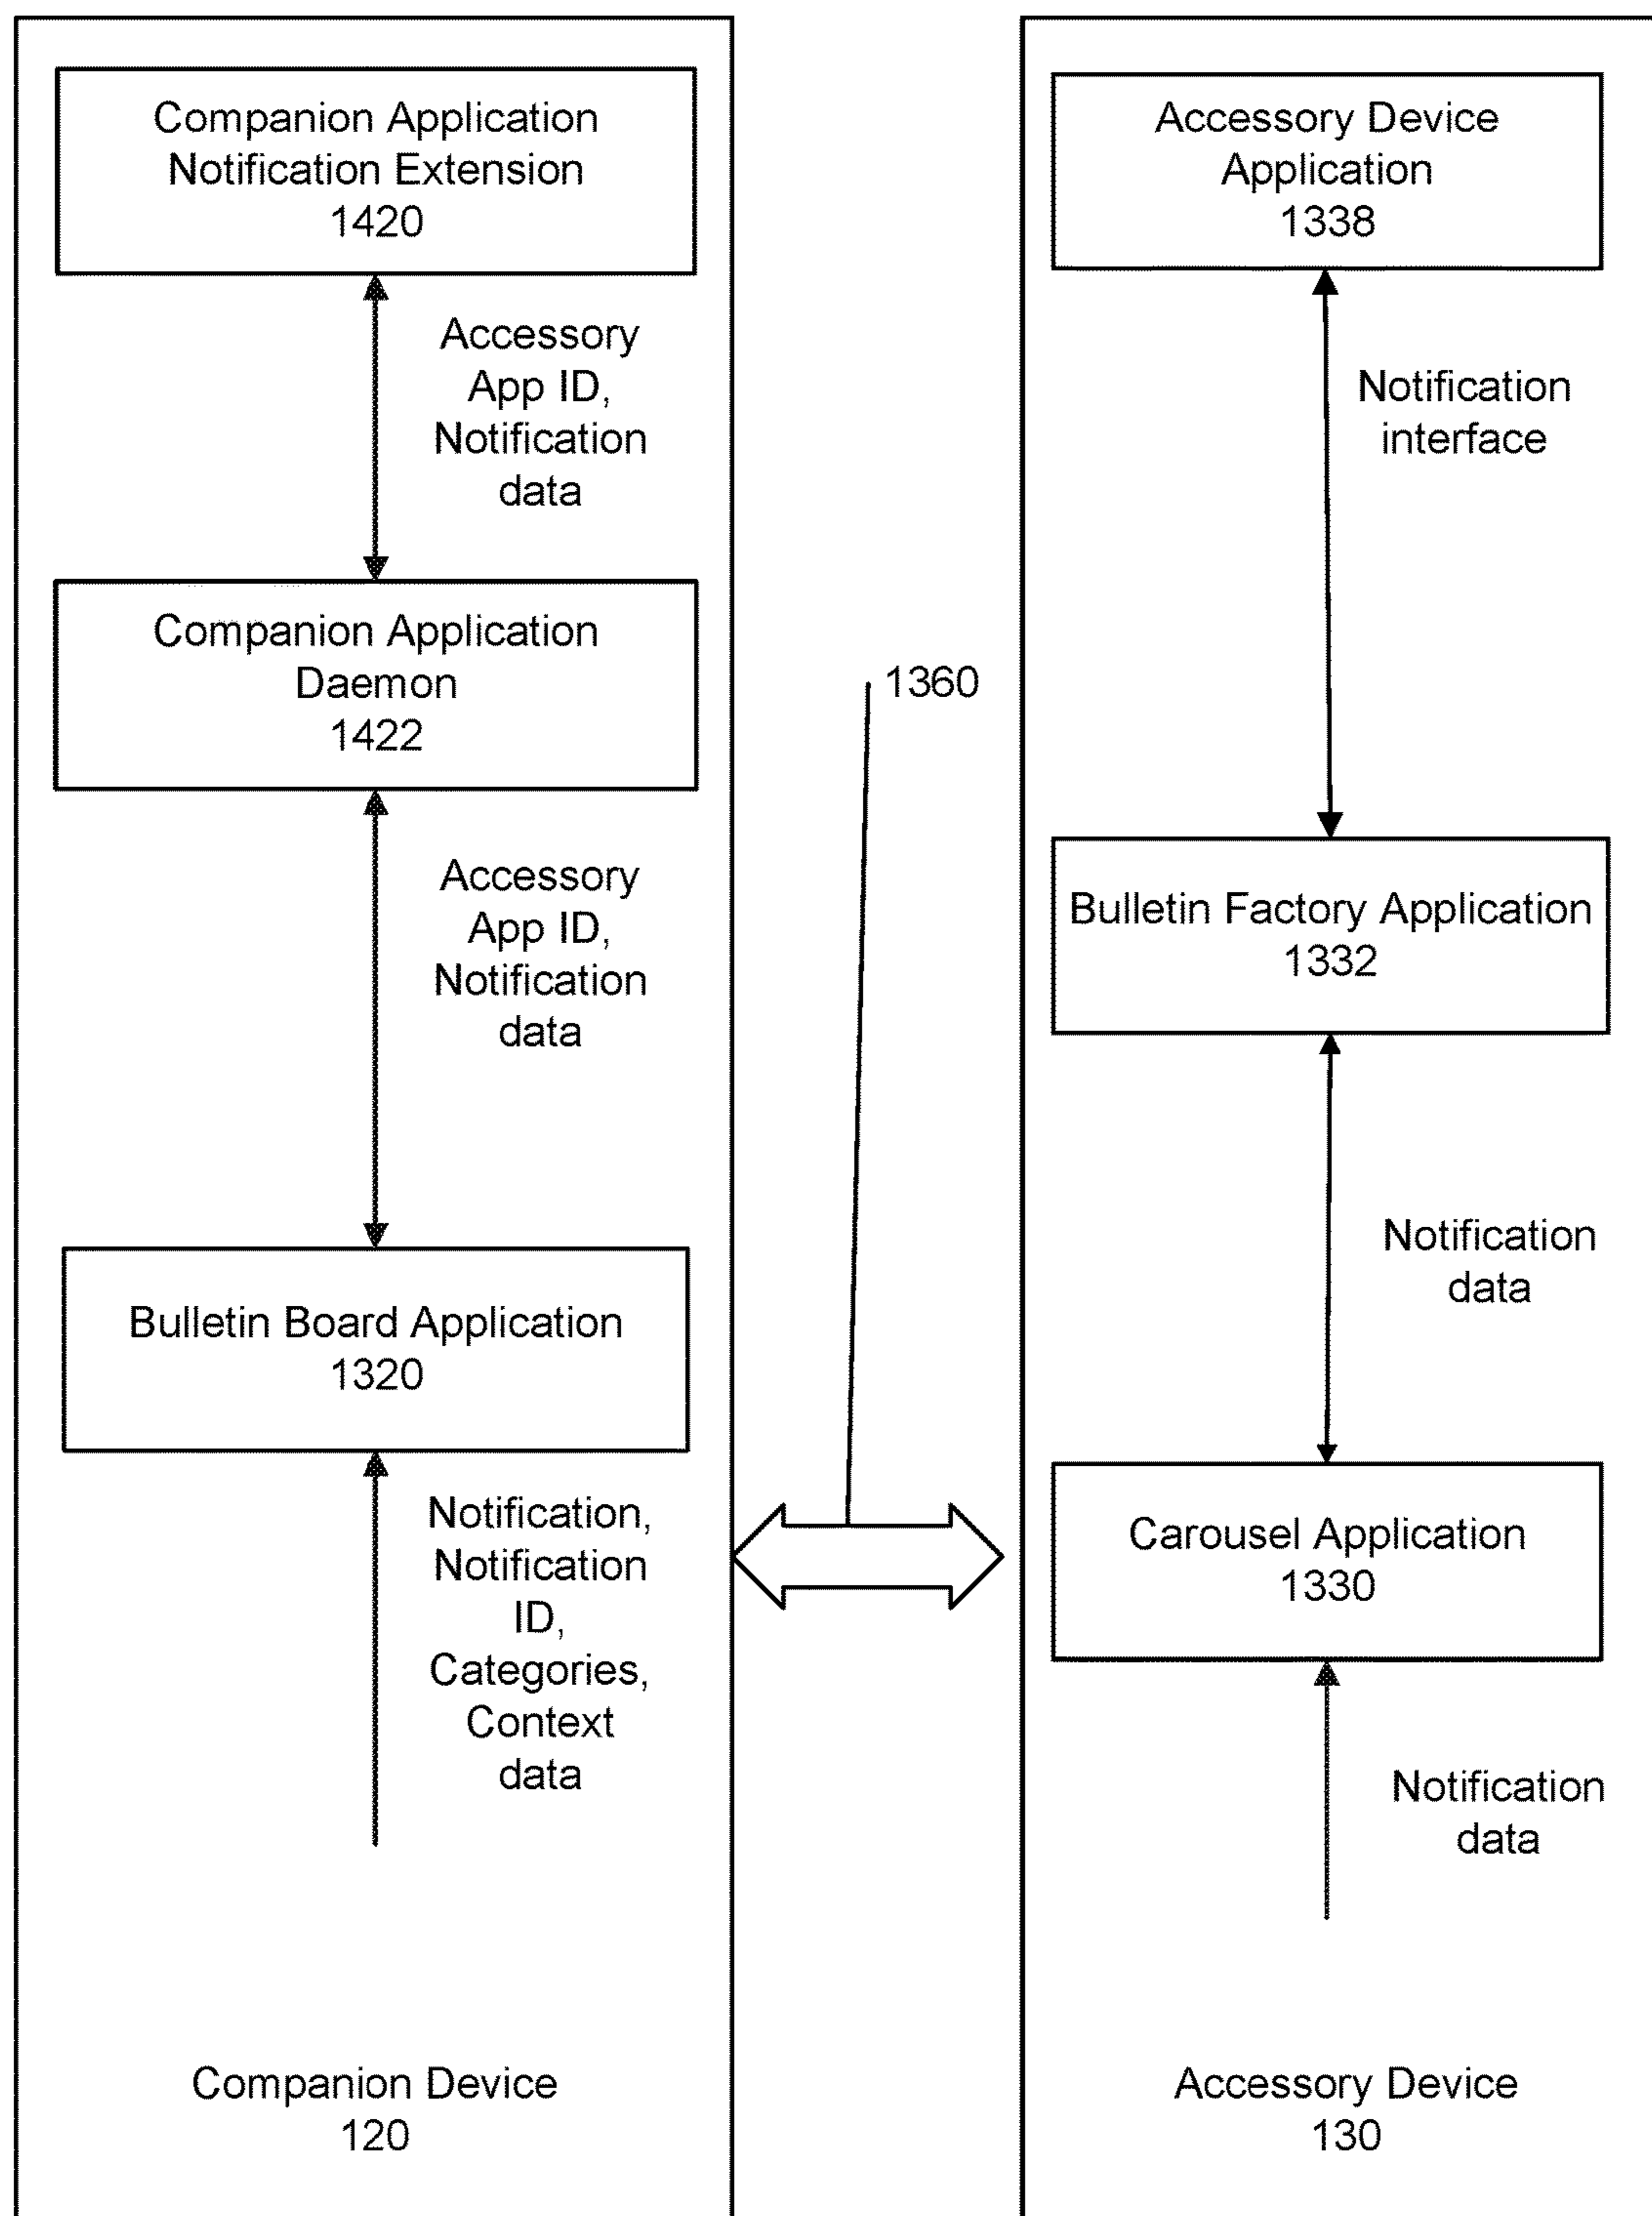 Companion Application
Notification Extension
1420
Accessory
App ID,
Notification
data
Companion Application
Daemon
1422
Accessory
App ID,
Notification
data
Bulletin Board Application
1320
Notification,
Notification
ID,
Categories,
Context
data
Companion Device
120
1360
Accessory Device
Application
1338
Notification
interface
Bulletin Factory Application
1332
Notification
data
Carousel Application
1330
Notification
data
Accessory Device
130